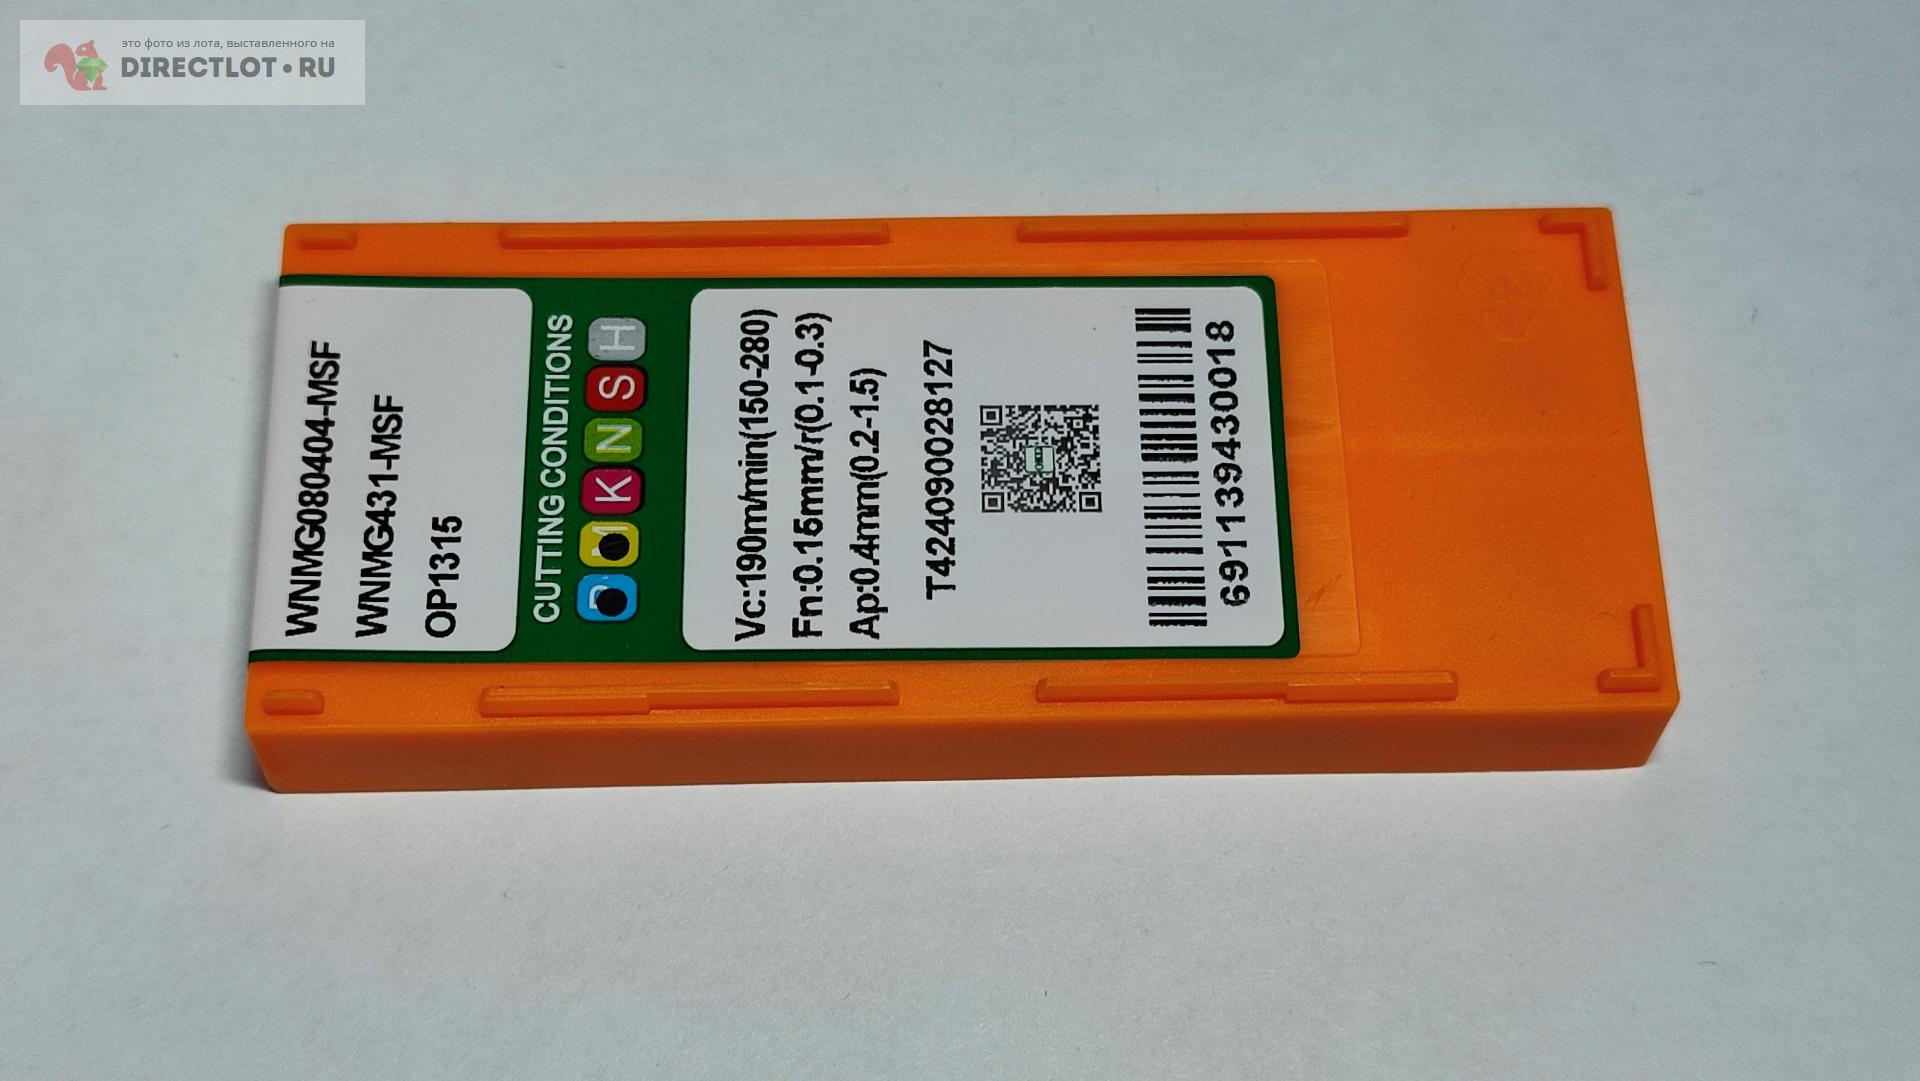 это фото из лота, выставленного на
DIRECTLOT•RU
WNMG080404-MSF
WNMG431-MSF
OP1315
CUTTING CONDITIONS
P M K N S H
Vc:190m/min(150-280)
Fn:0.15mm/r(0.1-0.3)
Ap:0.4mm(0.2-1.5)
T424090028127
6911394300018